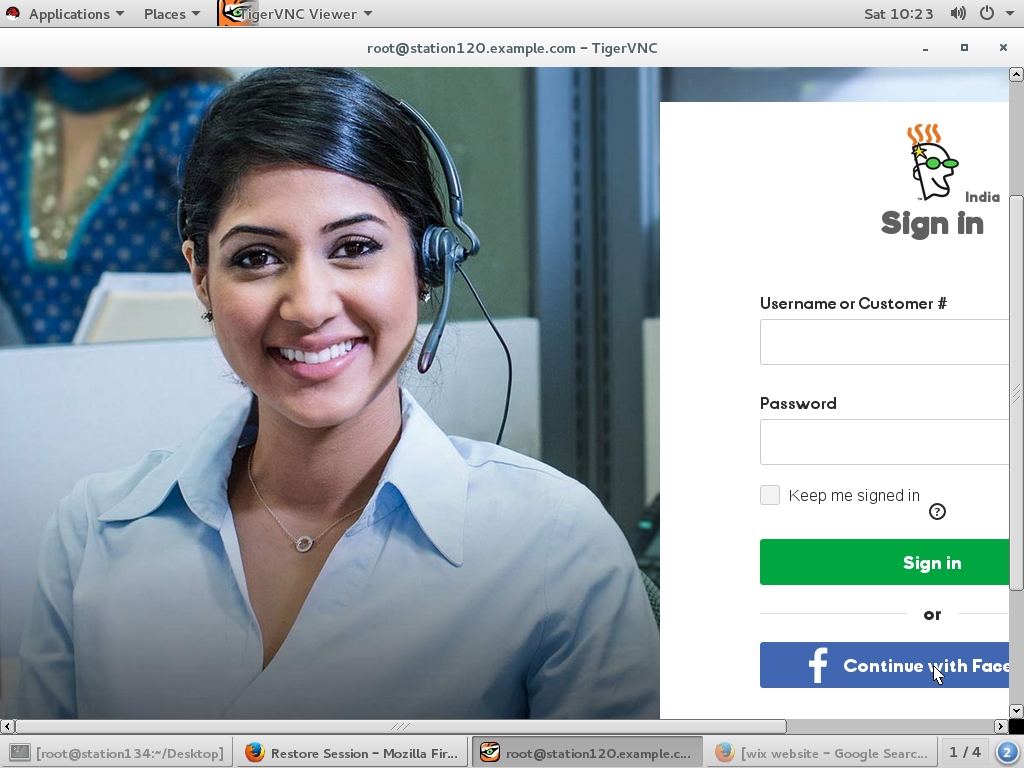 Applications Places TigerVNC Viewer Sat 10:23
root@station120.example.com – TigerVNC
India
Sign in
Username or Customer #
Password
Keep me signed in
?
Sign in
or
f Continue with Face
[root@station134:~/Desktop] Restore Session – Mozilla Fir... root@station120.example.c... [wix website – Google Searc... 1 / 4 2